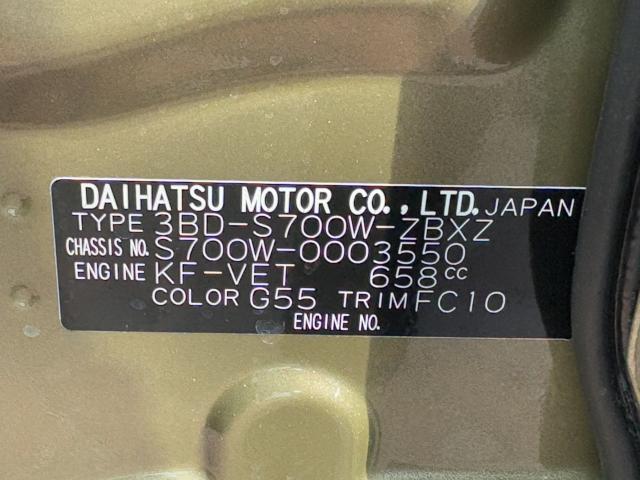 DAIHATSU MOTOR CO., LTD. JAPAN
TYPE 3BD-S700W-ZBXZ
CHASSIS NO. S700W-0003550
ENGINE KF-VET 658cc
COLOR G55 TRIM FC10
ENGINE NO.